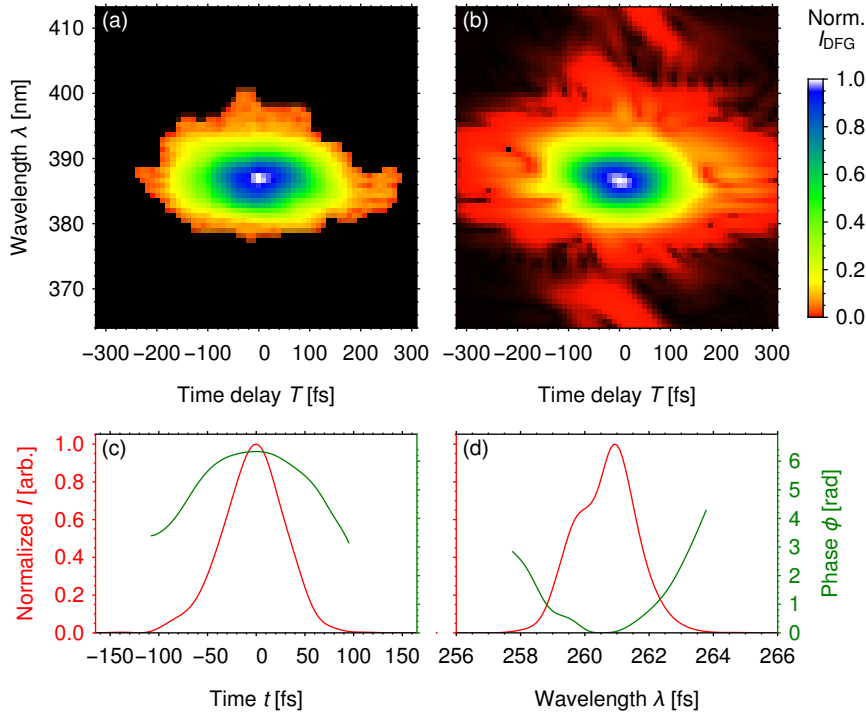 (a)
(b)
Norm.
I_DFG
Wavelength λ [nm]
400
390
380
370
1.0
0.8
0.6
0.4
0.2
0.0
−300 −200 −100 0 100 200 300
−300 −200 −100 0 100 200 300
Time delay T [fs]
Time delay T [fs]
(c)
(d)
Normalized I [arb.]
1.0
0.8
0.6
0.4
0.2
0.0
6
5
4
3
2
1
0
Phase ϕ [rad]
−150 −100 −50 0 50 100 150
256 258 260 262 264 266
Time t [fs]
Wavelength λ [fs]